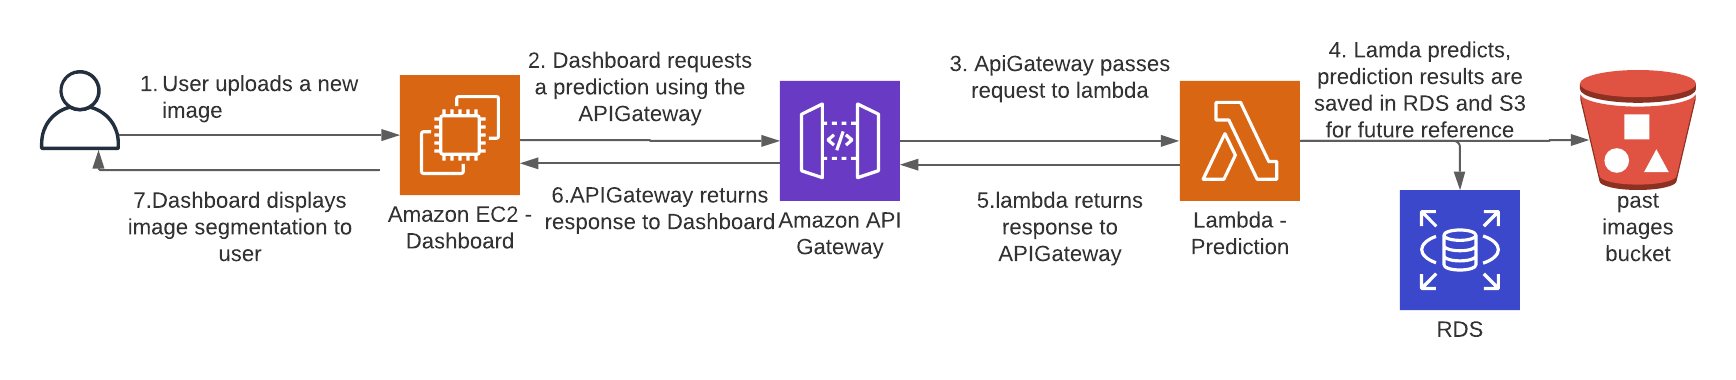 1. User uploads a new
image
2. Dashboard requests
a prediction using the
APIGateway
3. ApiGateway passes
request to lambda
4. Lamda predicts,
prediction results are
saved in RDS and S3
for future reference
7.Dashboard displays
image segmentation to
user
Amazon EC2 -
Dashboard
6.APIGateway returns
response to Dashboard
Amazon API
Gateway
5.lambda returns
response to
APIGateway
Lambda -
Prediction
RDS
past
images
bucket